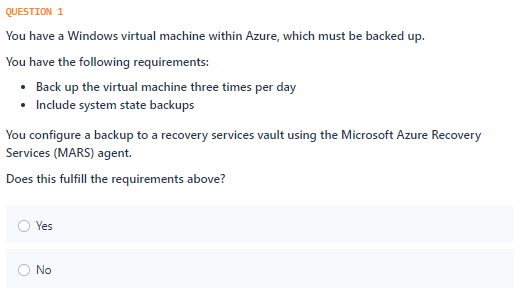 QUESTION 1
You have a Windows virtual machine within Azure, which must be backed up.
You have the following requirements:
• Back up the virtual machine three times per day
• Include system state backups
You configure a backup to a recovery services vault using the Microsoft Azure Recovery
Services (MARS) agent.
Does this fulfill the requirements above?
Yes
No